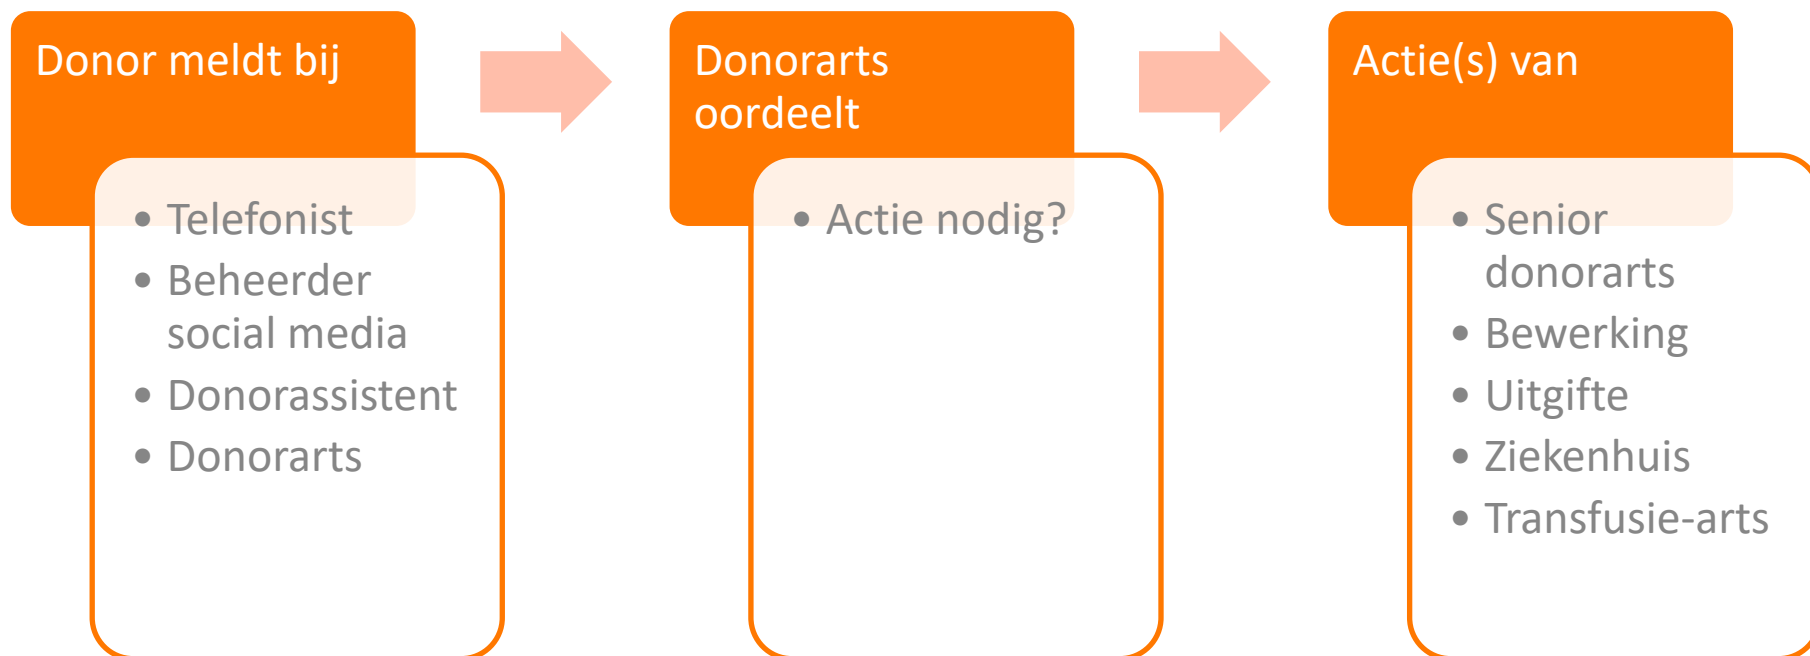 Donor meldt bij
• Telefonist
• Beheerder
social media
• Donorassistent
• Donorarts
Donorarts
oordeelt
• Actie nodig?
Actie(s) van
• Senior
donorarts
• Bewerking
• Uitgifte
• Ziekenhuis
• Transfusie-arts